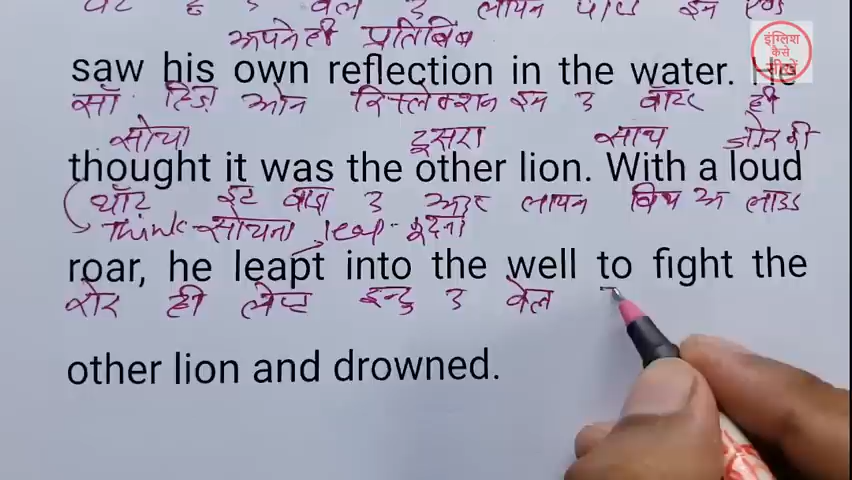 अपने ही प्रतिबिंब
इंग्लिश
कैसे
सीखें
saw his own reflection in the water. He
सॉ हिज़ ओन रिफ्लेक्शन इन द वॉटर ही
सोचा दूसरा साथ जोर की
thought it was the other lion. With a loud
थॉट इट वाज़ द अदर लायन विथ अ लाउड
think-सोचना leap-कूदना
roar, he leapt into the well to fight the
रोर ही लेप्ट इन्टु द वेल
other lion and drowned.